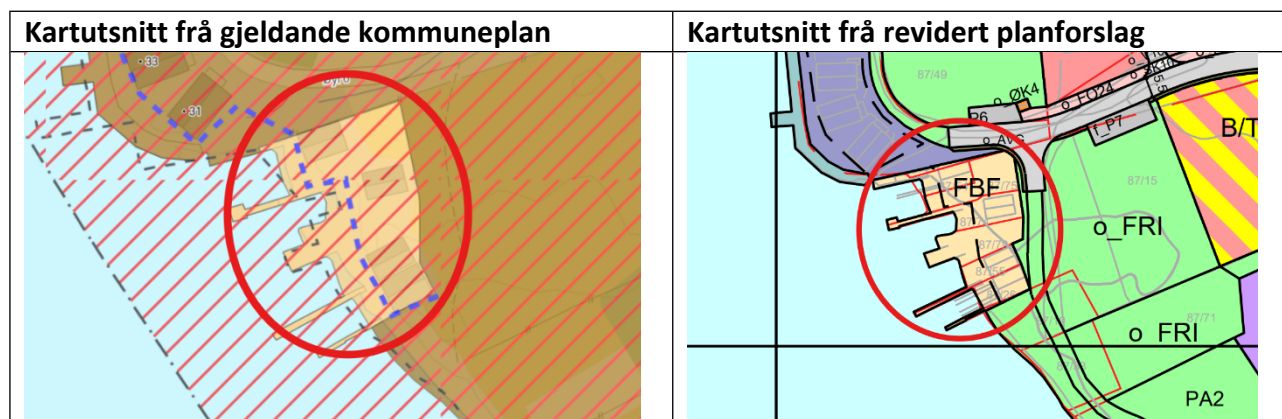 Kartutsnitt frå gjeldande kommuneplan
Kartutsnitt frå revidert planforslag
33
31
87/49
o_ØK4
P6
o_FO24
f_P7
B/T
FBF
87/15
o_FRI
o_FRI
87/71
PA2